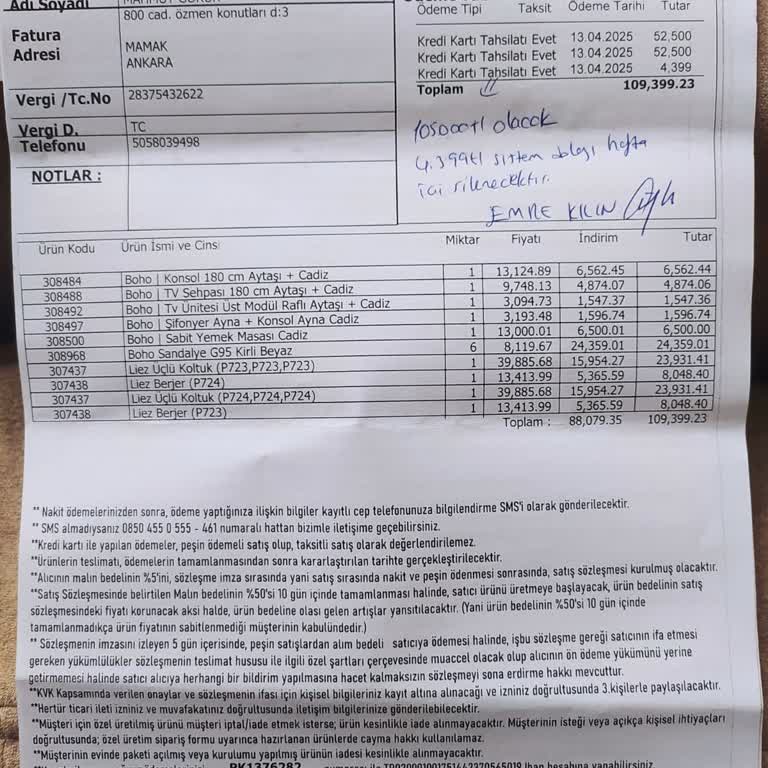 Adı Soyadı
800 cad. özmen konutları d:3
Fatura
Adresi
MAMAK
ANKARA
Vergi /Tc.No 28375432622
Vergi D. TC
Telefonu 5058039498
NOTLAR :
Ödeme Tipi Taksit Ödeme Tarihi Tutar
Kredi Kartı Tahsilatı Evet 13.04.2025 52,500
Kredi Kartı Tahsilatı Evet 13.04.2025 52,500
Kredi Kartı Tahsilatı Evet 13.04.2025 4,399
Toplam 109,399.23
105000tl olacak
4.399tl sistem hafta
içi silinecektir.
EMRE KILIN
Ürün Kodu Ürün İsmi ve Cinsi Miktar Fiyatı İndirim Tutar
308484 Boho | Konsol 180 cm Aytaşı + Cadiz 1 13,124.89 6,562.45 6,562.44
308488 Boho | TV Şehpası 180 cm Aytaşı + Cadiz 1 9,748.13 4,874.07 4,874.06
308492 Boho | Tv Ünitesi Üst Modül Raflı Aytaşı + Cadiz 1 3,094.73 1,547.37 1,547.36
308497 Boho | Şifonyer Ayna + Konsol Ayna Cadiz 1 3,193.48 1,596.74 1,596.74
308500 Boho | Sabit Yemek Masası Cadiz 1 13,000.01 6,500.01 6,500.00
308968 Boho Sandalye G95 Kirli Beyaz 6 8,119.67 24,359.01 24,359.01
307437 Liez Üçlü Koltuk (P723,P723,P723) 1 39,885.68 15,954.27 23,931.41
307438 Liez Berjer (P724) 1 13,413.99 5,365.59 8,048.40
307437 Liez Üçlü Koltuk (P724,P724,P724) 1 39,885.68 15,954.27 23,931.41
307438 Liez Berjer (P723) 1 13,413.99 5,365.59 8,048.40
Toplam : 88,079.35 109,399.23
** Nakit ödemelerinizden sonra, ödeme yaptığınıza ilişkin bilgiler kayıtlı cep telefonunuza bilgilendirme SMS'i olarak gönderilecektir.
** SMS almadıysanız 0850 455 0 555 - 461 numaralı hattan bizimle iletişime geçebilirsiniz.
**Kredi kartı ile yapılan ödemeler, peşin ödemeli satış olup, taksitli satış olarak değerlendirilemez.
**Ürünlerin teslimatı, ödemelerin tamamlanmasından sonra kararlaştırılan tarihte gerçekleştirilecektir.
**Alıcının malın bedelinin %5'ini, sözleşme imza sırasında yani satış sırasında nakit ve peşin ödenmesi sonrasında, satış sözleşmesi kurulmuş olacaktır.
**Satış Sözleşmesinde belirtilen Malın bedelinin %50'si 10 gün içinde tamamlanması halinde, satıcı ürünü üretmeye başlayacak, ürün bedelinin satış
sözleşmesindeki fiyatı korunacak aksi halde, ürün bedeline olası gelen artışlar yansıtılacaktır. (Yani ürün bedelinin %50'si 10 gün içinde
tamamlanmadıkça ürün fiyatının sabitlenmediği müşterinin kabulündedir.)
** Sözleşmenin imzasını izleyen 5 gün içerisinde, peşin satışlardan alım bedeli satıcıya ödemesi halinde, işbu sözleşme gereği satıcının ifa etmesi
gereken yükümlülükler sözleşmenin teslimat hususu ile ilgili özel şartları çerçevesinde muaccel olacak olup alıcının ön ödeme yükümünü yerine
getirmemesi halinde satıcı alıcıya herhangi bir bildirim yapılmasına hacet kalmaksızın sözleşmeyi sona erdirme hakkı mevcuttur.
**KVK Kapsamında verilen onaylar ve sözleşmenin ifası için kişisel bilgileriniz kayıt altına alınacağı ve izniniz doğrultusunda 3.kişilerle paylaşılacaktır.
**Hertür ticari ileti izniniz ve muvafakatınız doğrultusunda iletişim bilgilerinize gönderilebilecektir.
**Müşteri için özel üretilmiş ürünü müşteri iptal/iade etmek isterse; ürün kesinlikle iade alınmayacaktır. Müşterinin isteği veya açıkça kişisel ihtiyaçları
doğrultusunda; özel üretim sipariş formu uyarınca hazırlanan ürünlerde cayma hakkı kullanılamaz.
**Müşterinin evinde paketi açılmış veya kurulumu yapılmış ürünün iadesi kesinlikle alınmayacaktır.